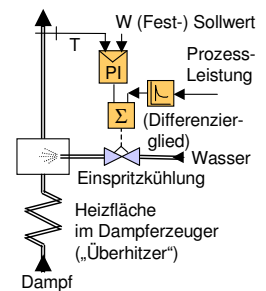 W (Fest-) Sollwert
T
PI
Prozess-
Leistung
Σ
(Differenzier-
glied)
Wasser
Einspritzkühlung
Heizfläche
im Dampferzeuger
(„Überhitzer")
Dampf